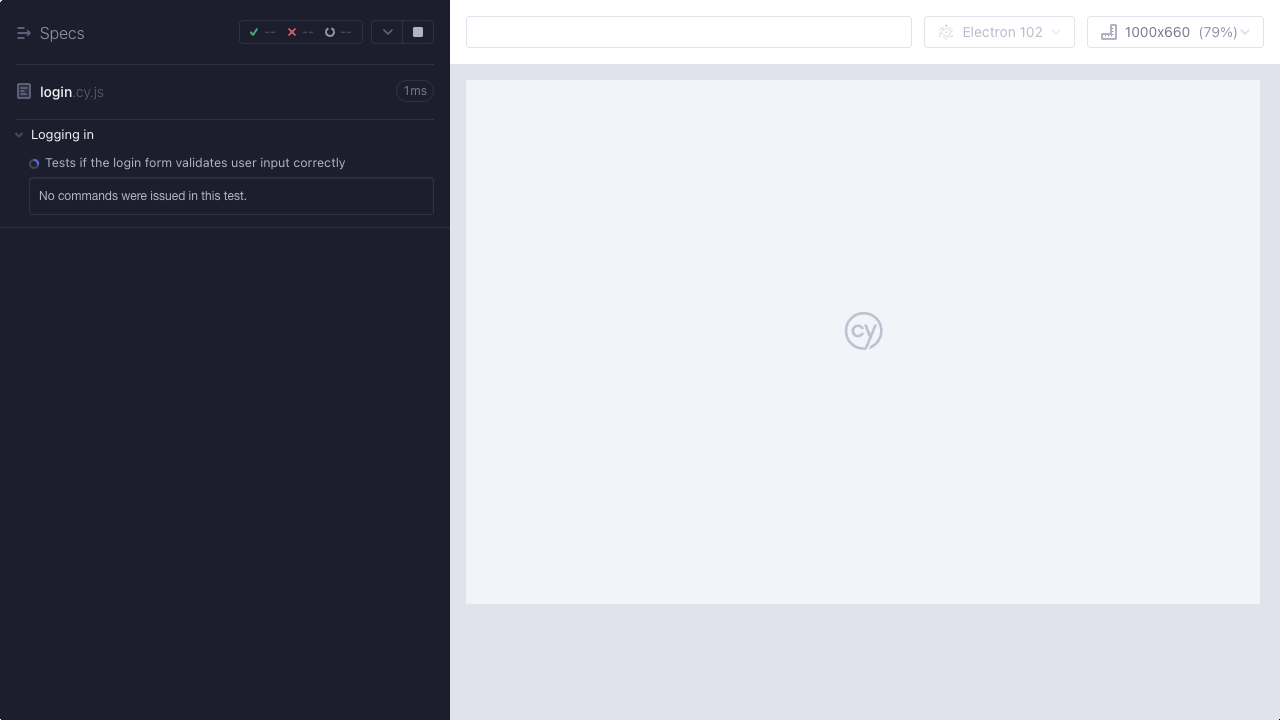 Specs
-- -- --
Electron 102
1000x660 (79%)
login.cy.js
1ms
Logging in
Tests if the login form validates user input correctly
No commands were issued in this test.
cy